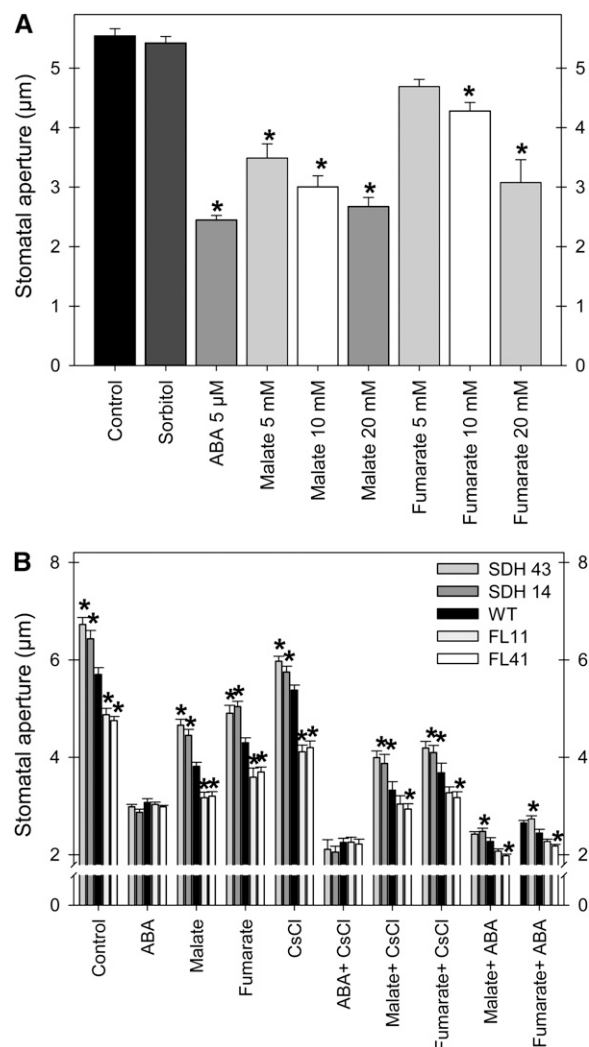 A
Stomatal aperture (µm)
5
4
3
2
1
0
5
4
3
2
1
0
* * * * * *
Control
Sorbitol
ABA 5 µM
Malate 5 mM
Malate 10 mM
Malate 20 mM
Fumarate 5 mM
Fumarate 10 mM
Fumarate 20 mM
B
Stomatal aperture (µm)
8
6
4
2
0
8
6
4
2
0
SDH 43
SDH 14
WT
FL11
FL41
Control
ABA
Malate
Fumarate
CsCl
ABA+ CsCl
Malate+ CsCl
Fumarate+ CsCl
Malate+ ABA
Fumarate+ ABA